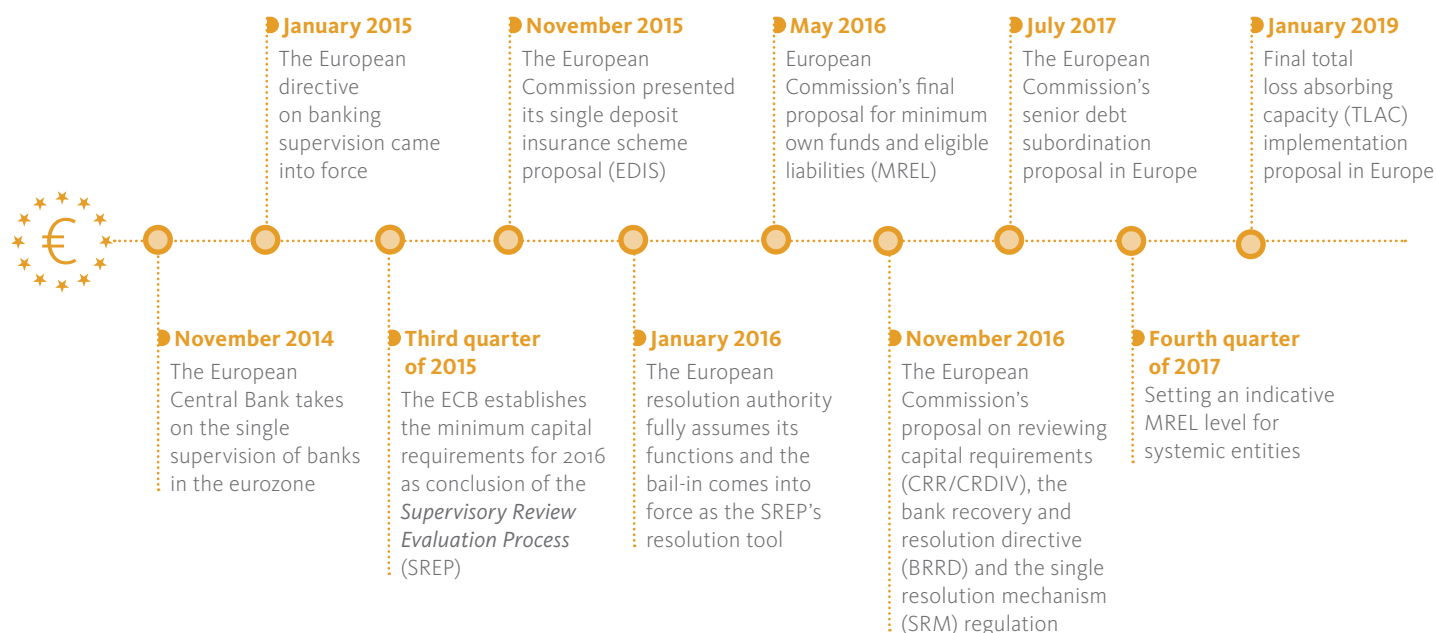 January 2015
The European
directive
on banking
supervision came
into force
November 2015
The European
Commission presented
its single deposit
insurance scheme
proposal (EDIS)
May 2016
European
Commission’s final
proposal for minimum
own funds and eligible
liabilities (MREL)
July 2017
The European
Commission’s
senior debt
subordination
proposal in Europe
January 2019
Final total
loss absorbing
capacity (TLAC)
implementation
proposal in Europe
€
November 2014
The European
Central Bank takes
on the single
supervision of banks
in the eurozone
Third quarter
of 2015
The ECB establishes
the minimum capital
requirements for 2016
as conclusion of the
Supervisory Review
Evaluation Process
(SREP)
January 2016
The European
resolution authority
fully assumes its
functions and the
bail-in comes into
force as the SREP’s
resolution tool
November 2016
The European
Commission’s
proposal on reviewing
capital requirements
(CRR/CRDIV), the
bank recovery and
resolution directive
(BRRD) and the single
resolution mechanism
(SRM) regulation
Fourth quarter
of 2017
Setting an indicative
MREL level for
systemic entities